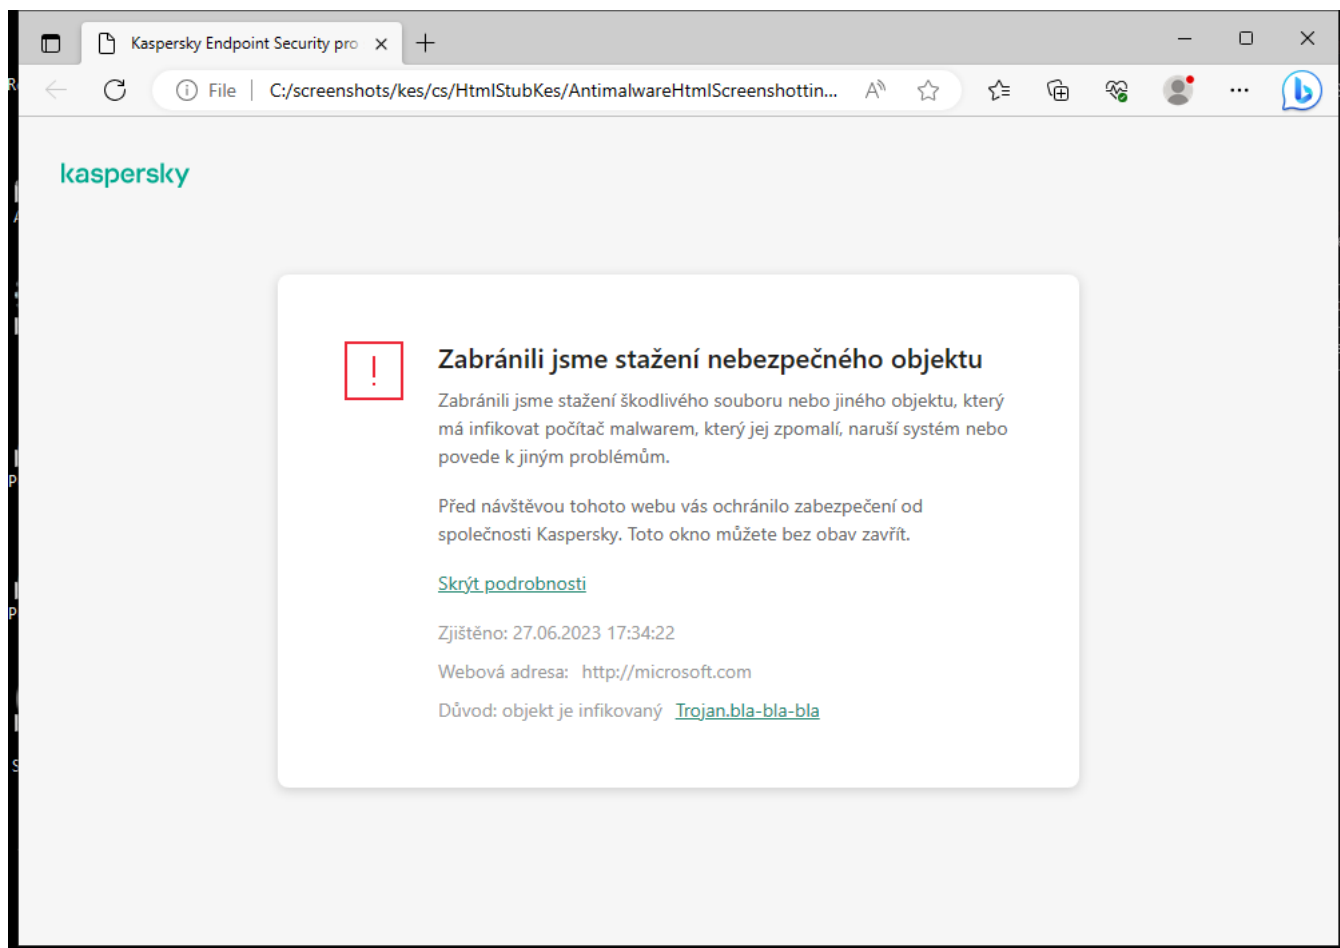 Kaspersky Endpoint Security pro
File
C:/screenshots/kes/cs/HtmlStubKes/AntimalwareHtmlScreenshottin...
kaspersky
Zabránili jsme stažení nebezpečného objektu
Zabránili jsme stažení škodlivého souboru nebo jiného objektu, který
má infikovat počítač malwarem, který jej zpomalí, naruší systém nebo
povede k jiným problémům.
Před návštěvou tohoto webu vás ochránilo zabezpečení od
společnosti Kaspersky. Toto okno můžete bez obav zavřít.
Skrýt podrobnosti
Zjištěno: 27.06.2023 17:34:22
Webová adresa: http://microsoft.com
Důvod: objekt je infikovaný Trojan.bla-bla-bla